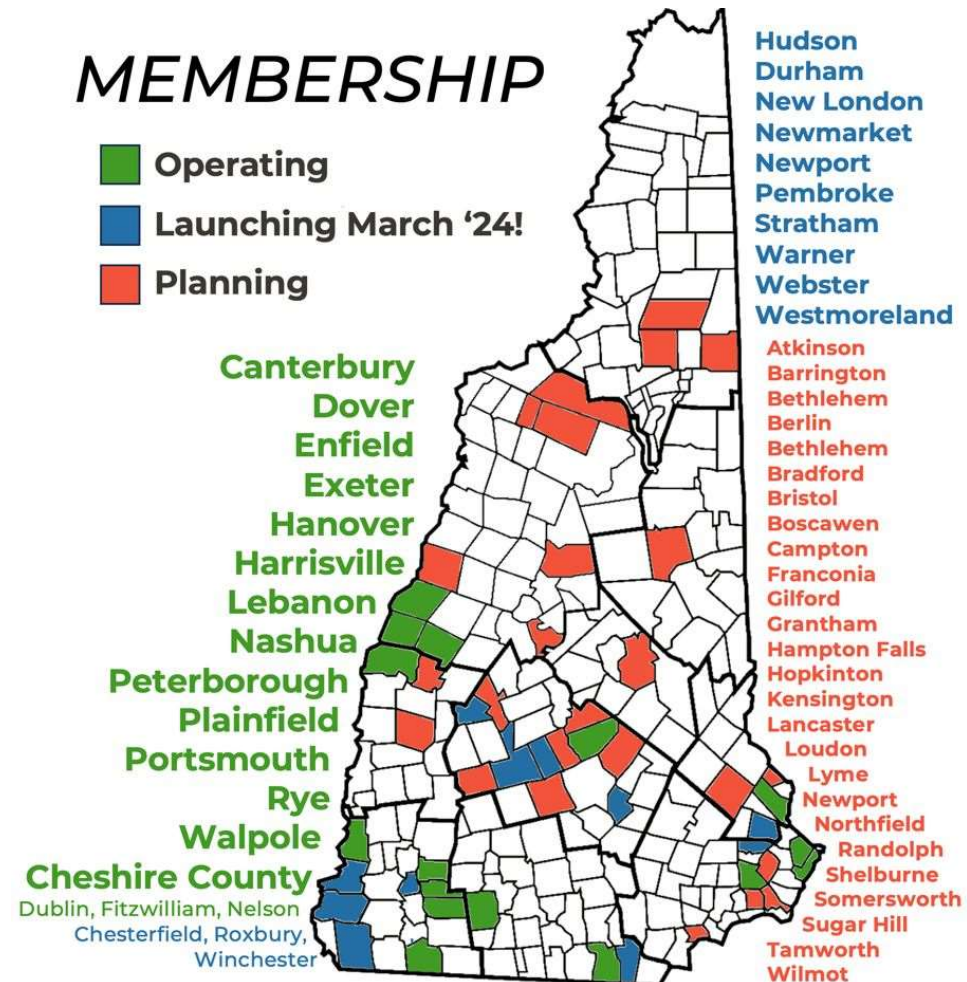 MEMBERSHIP
Operating
Launching March ‘24!
Planning
Canterbury
Dover
Enfield
Exeter
Hanover
Harrisville
Lebanon
Nashua
Peterborough
Plainfield
Portsmouth
Rye
Walpole
Cheshire County
Dublin, Fitzwilliam, Nelson
Chesterfield, Roxbury,
Winchester
Hudson
Durham
New London
Newmarket
Newport
Pembroke
Stratham
Warner
Webster
Westmoreland
Atkinson
Barrington
Bethlehem
Berlin
Bethlehem
Bradford
Bristol
Boscawen
Campton
Franconia
Gilford
Grantham
Hampton Falls
Hopkinton
Kensington
Lancaster
Loudon
Lyme
Newport
Northfield
Randolph
Shelburne
Somersworth
Sugar Hill
Tamworth
Wilmot